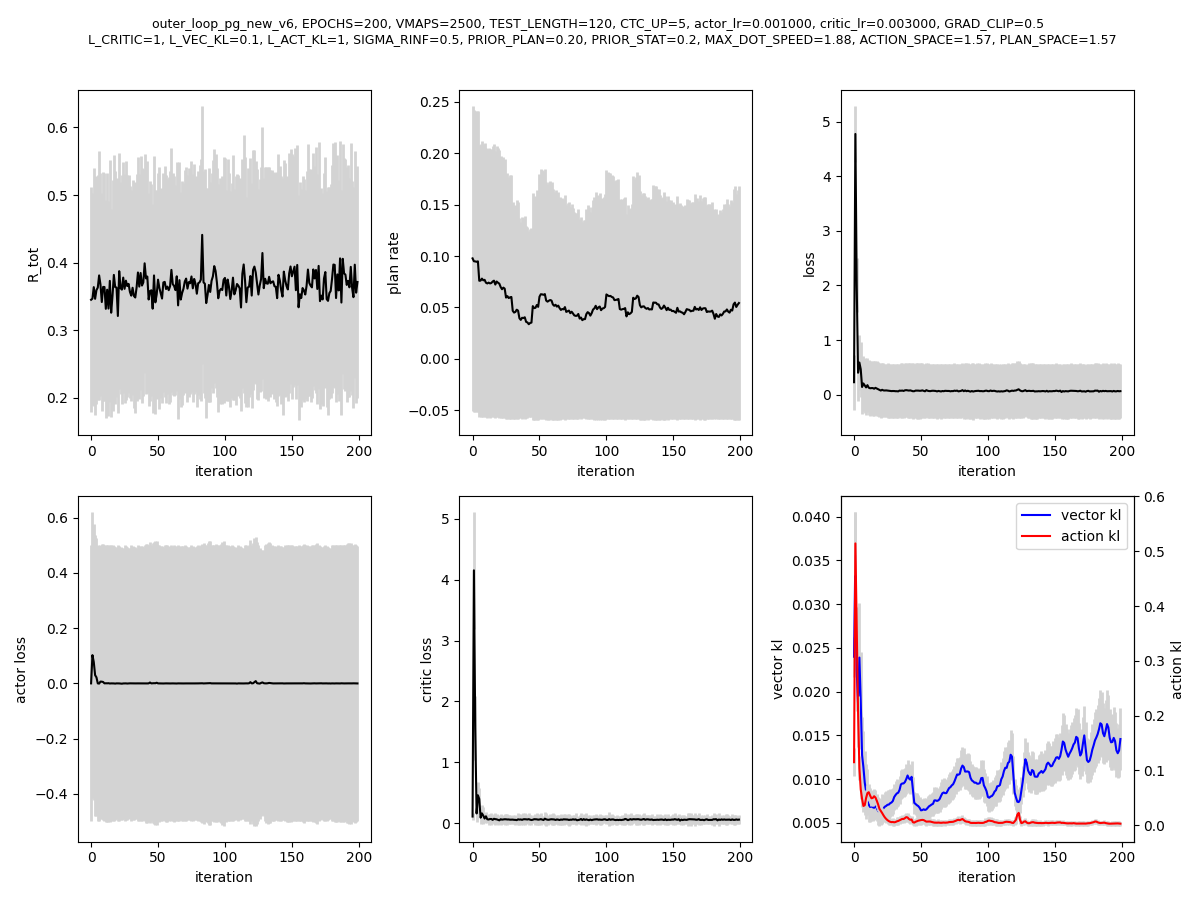 outer_loop_pg_new_v6, EPOCHS=200, VMAPS=2500, TEST_LENGTH=120, CTC_UP=5, actor_lr=0.001000, critic_lr=0.003000, GRAD_CLIP=0.5
L_CRITIC=1, L_VEC_KL=0.1, L_ACT_KL=1, SIGMA_RINF=0.5, PRIOR_PLAN=0.20, PRIOR_STAT=0.2, MAX_DOT_SPEED=1.88, ACTION_SPACE=1.57, PLAN_SPACE=1.57
R_tot
0.6
0.5
0.4
0.3
0.2
0 50 100 150 200
iteration
plan rate
0.25
0.20
0.15
0.10
0.05
0.00
−0.05
0 50 100 150 200
iteration
loss
5
4
3
2
1
0
0 50 100 150 200
iteration
actor loss
0.6
0.4
0.2
0.0
−0.2
−0.4
0 50 100 150 200
iteration
critic loss
5
4
3
2
1
0
0 50 100 150 200
iteration
vector kl
0.040
0.035
0.030
0.025
0.020
0.015
0.010
0.005
vector kl
action kl
0 50 100 150 200
iteration
0.6
0.5
0.4
0.3
0.2
0.1
0.0
action kl